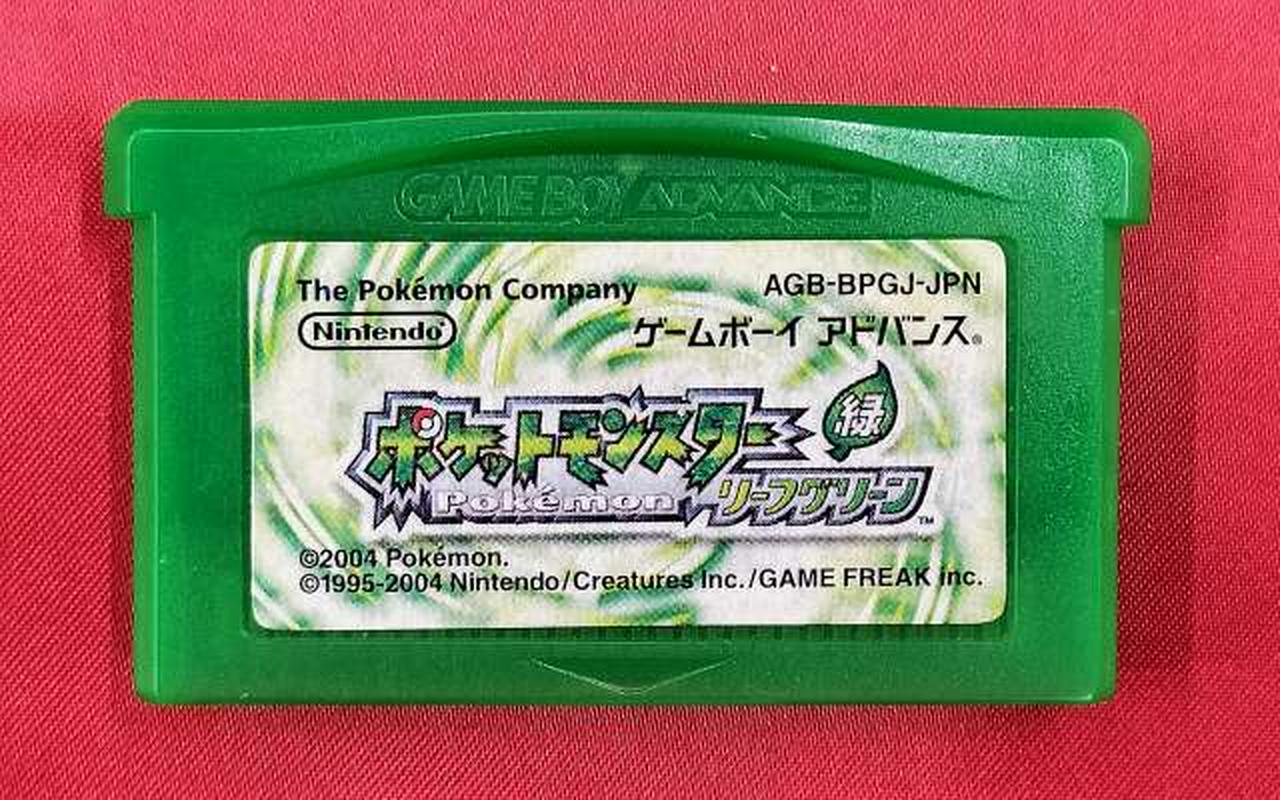 GAME BOY ADVANCE
The Pokémon Company
AGB-BPGJ-JPN
Nintendo®
ゲームボーイ アドバンス®
ポケットモンスター
緑
Pokémon
リーフグリーン™
©2004 Pokémon.
©1995-2004 Nintendo/Creatures inc./GAME FREAK inc.